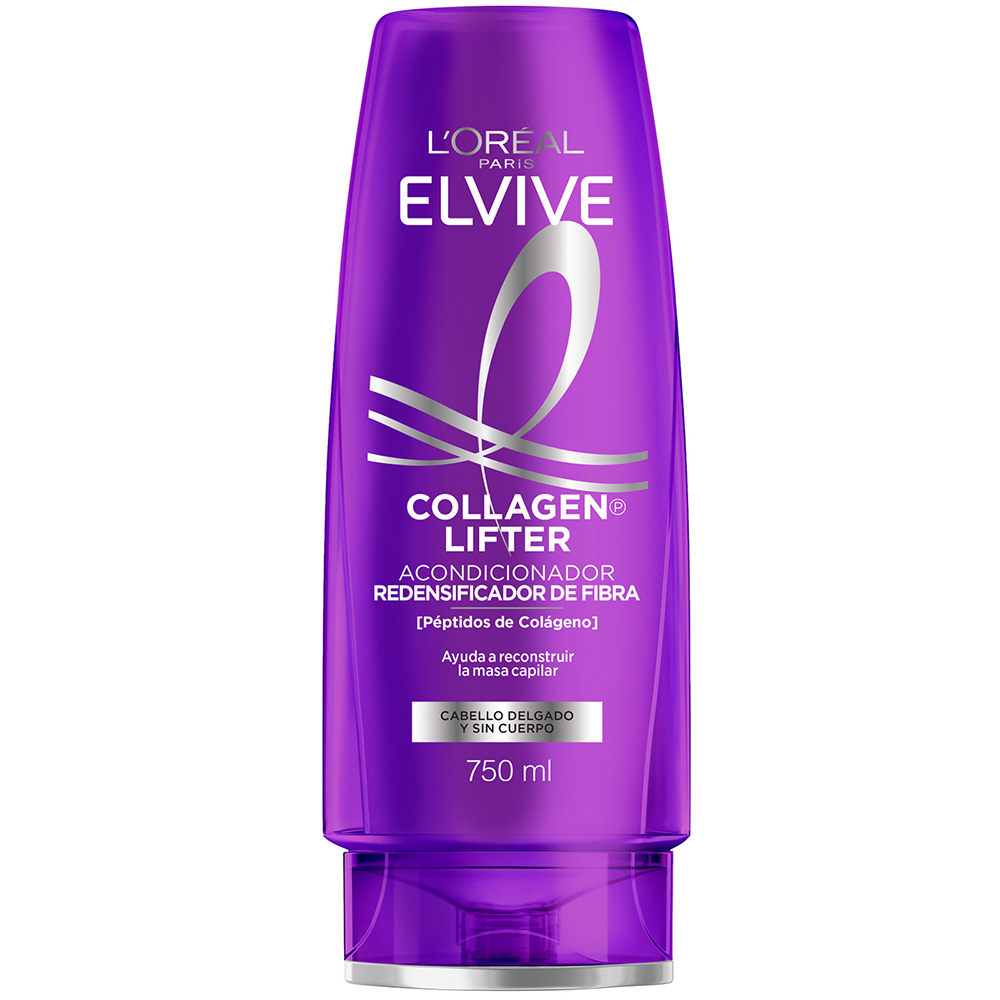 L'ORÉAL
PARIS
ELVIVE
COLLAGEN Ⓟ
LIFTER
ACONDICIONADOR
REDENSIFICADOR DE FIBRA
[Péptidos de Colágeno]
Ayuda a reconstruir
la masa capilar
CABELLO DELGADO
Y SIN CUERPO
750 ml